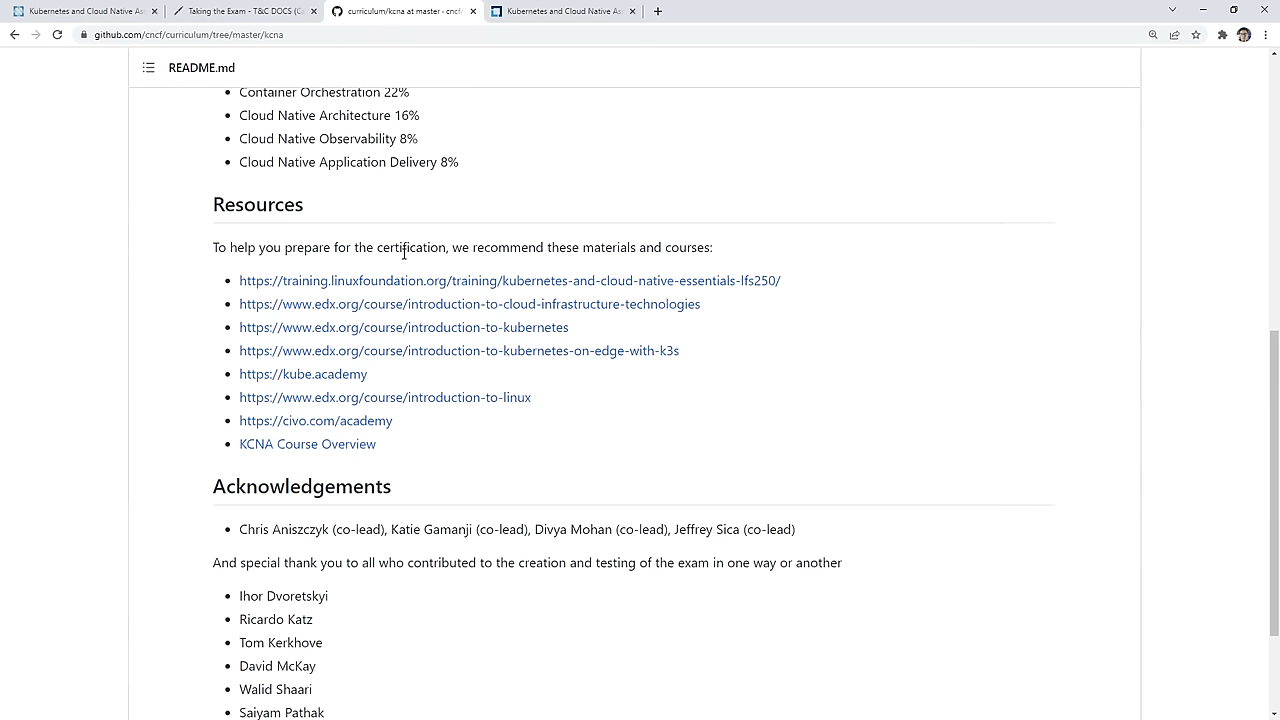 Kubernetes and Cloud Native Ass
Taking the Exam - T&C DOCS (Ca
curriculum/kcna at master · cncf/
Kubernetes and Cloud Native Ass
github.com/cncf/curriculum/tree/master/kcna
README.md
Container Orchestration 22%
Cloud Native Architecture 16%
Cloud Native Observability 8%
Cloud Native Application Delivery 8%
Resources
To help you prepare for the certification, we recommend these materials and courses:
https://training.linuxfoundation.org/training/kubernetes-and-cloud-native-essentials-lfs250/
https://www.edx.org/course/introduction-to-cloud-infrastructure-technologies
https://www.edx.org/course/introduction-to-kubernetes
https://www.edx.org/course/introduction-to-kubernetes-on-edge-with-k3s
https://kube.academy
https://www.edx.org/course/introduction-to-linux
https://civo.com/academy
KCNA Course Overview
Acknowledgements
Chris Aniszczyk (co-lead), Katie Gamanji (co-lead), Divya Mohan (co-lead), Jeffrey Sica (co-lead)
And special thank you to all who contributed to the creation and testing of the exam in one way or another
Ihor Dvoretskyi
Ricardo Katz
Tom Kerkhove
David McKay
Walid Shaari
Saiyam Pathak